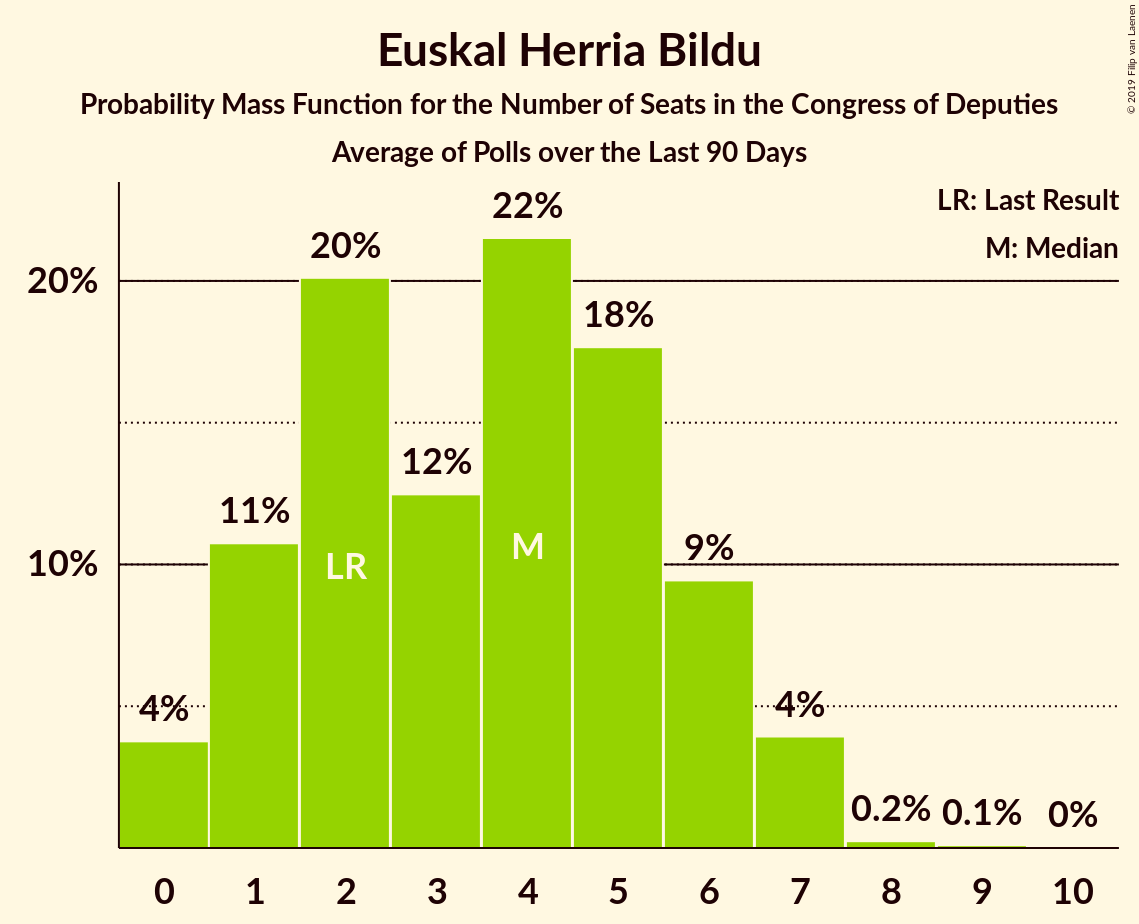 Euskal Herria Bildu
Probability Mass Function for the Number of Seats in the Congress of Deputies
Average of Polls over the Last 90 Days
© 2019 Filip van Laenen
LR: Last Result
M: Median
20%
10%
4%
11%
20%
12%
22%
18%
9%
4%
0.2%
0.1%
0%
LR
M
0 1 2 3 4 5 6 7 8 9 10